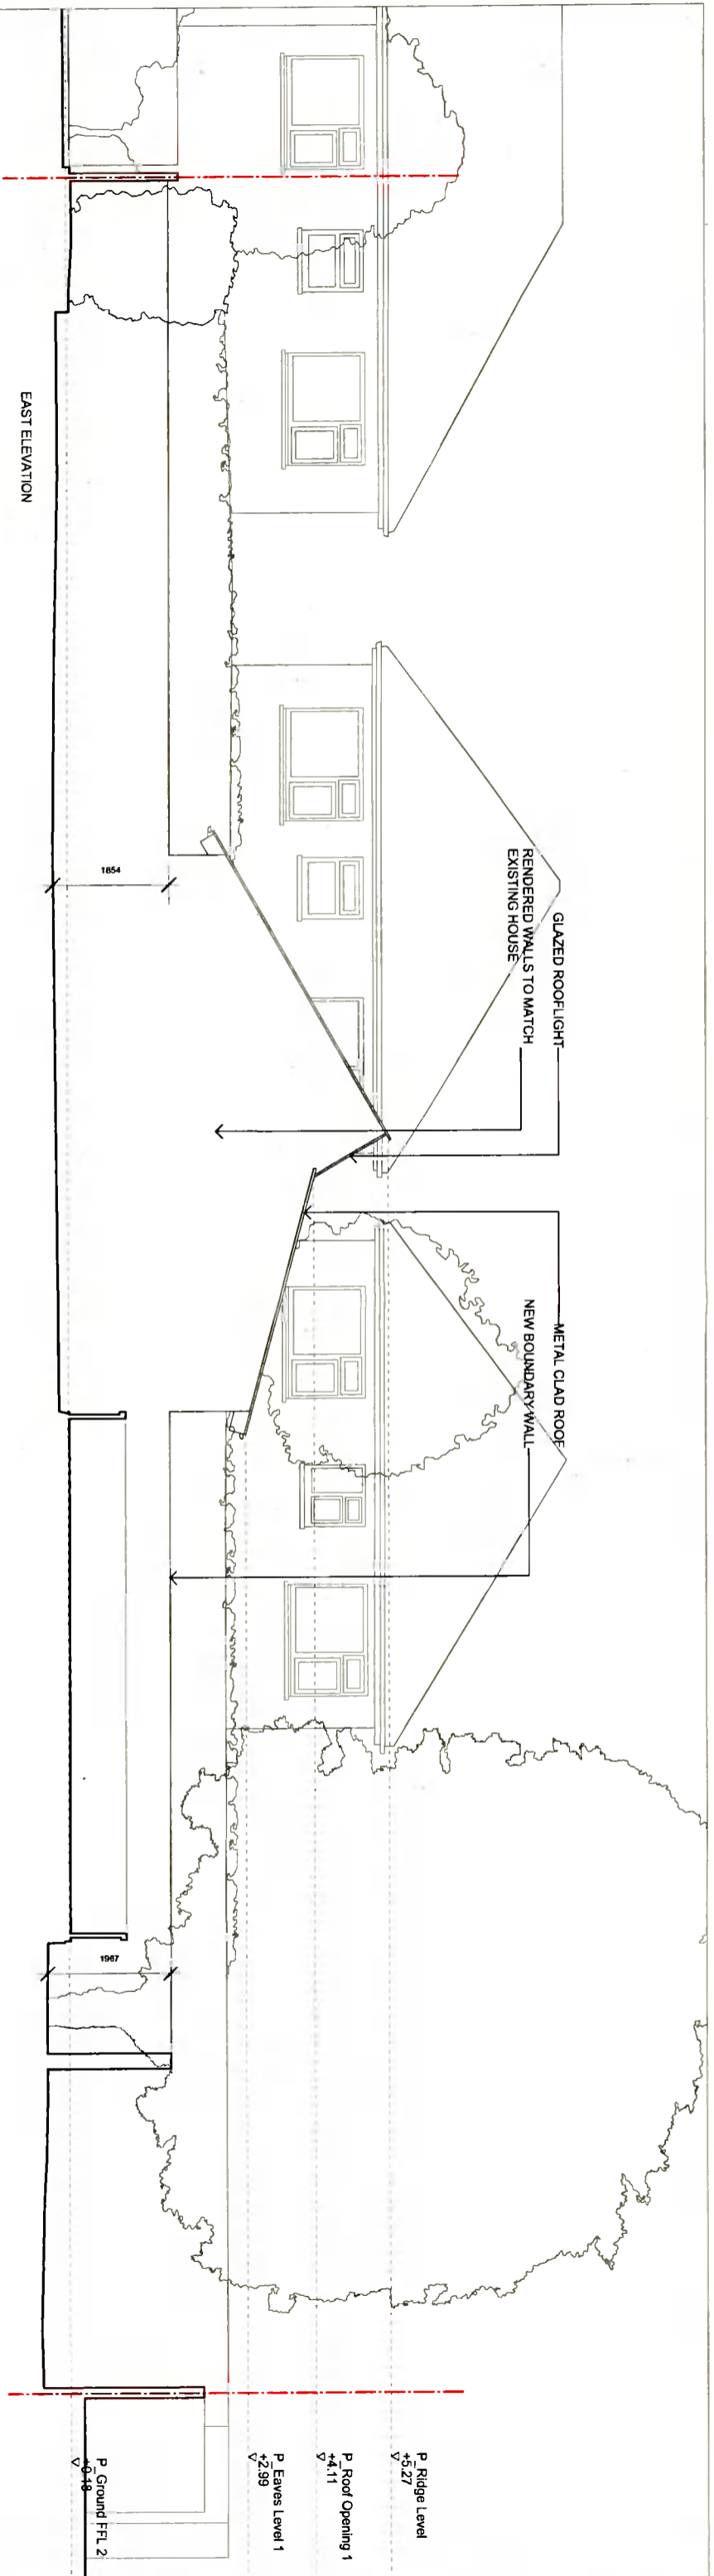 GLAZED ROOFLIGHT
RENDERED WALLS TO MATCH
EXISTING HOUSE
METAL CLAD ROOF
NEW BOUNDARY WALL
1854
1967
P_Ridge Level
+5.27
P_Roof Opening 1
+4.11
P_Eaves Level 1
+2.99
P_Ground FFL 2
+0.18
EAST ELEVATION